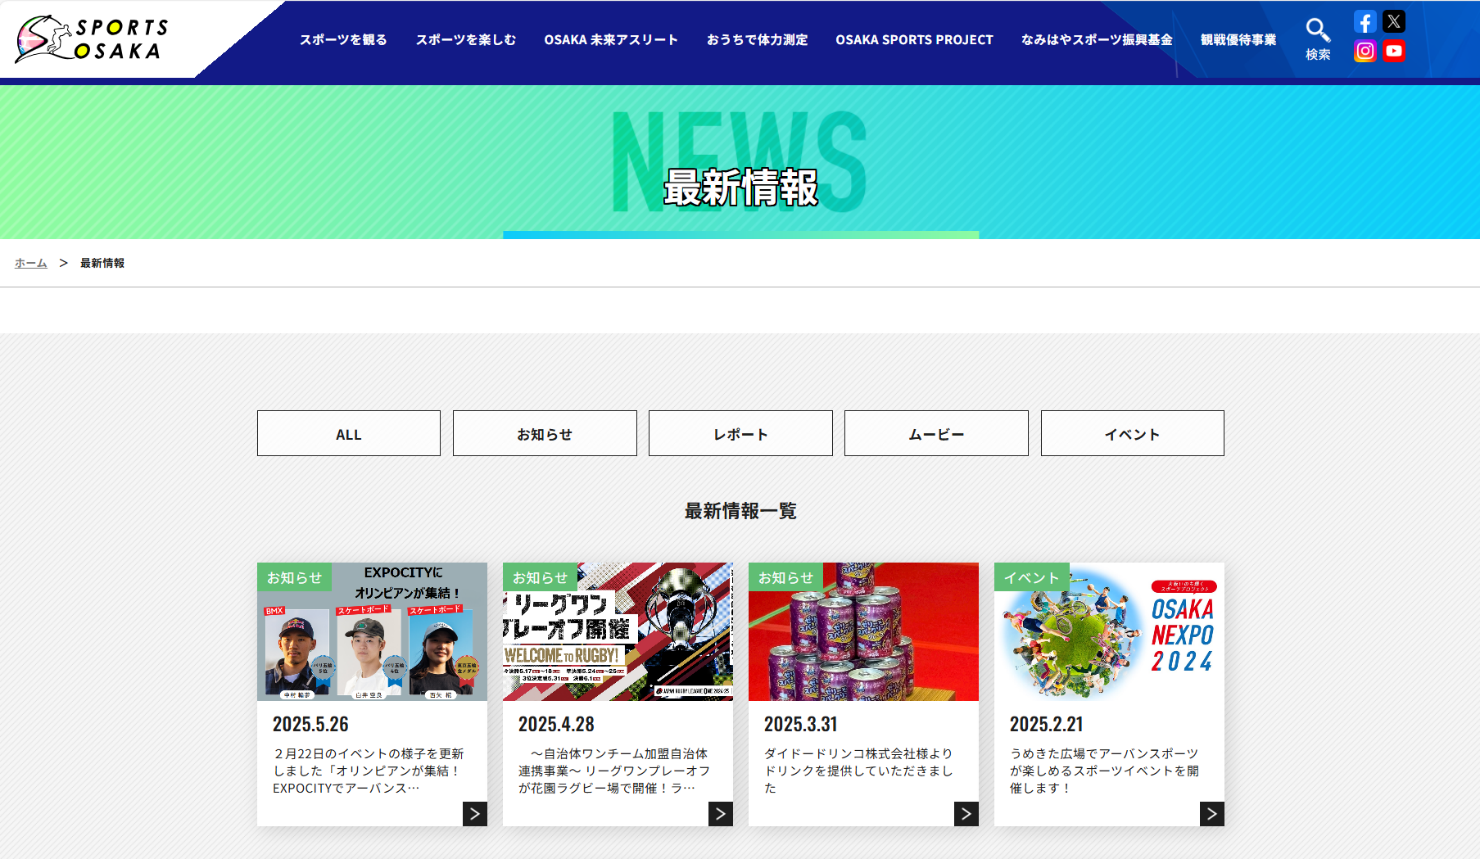 SPORTS
OSAKA
スポーツを観る
スポーツを楽しむ
OSAKA 未来アスリート
おうちで体力測定
OSAKA SPORTS PROJECT
なみはやスポーツ振興基金
観戦優待事業
検索
NEWS
最新情報
ホーム > 最新情報
ALL
お知らせ
レポート
ムービー
イベント
最新情報一覧
お知らせ
EXPOCITYに
オリンピアンが集結！
BMX
スケートボード
スケートボード
2025.5.26
２月22日のイベントの様子を更新
しました「オリンピアンが集結！
EXPOCITYでアーバンス…
お知らせ
リーグワン
プレーオフ開催
WELCOME TO RUGBY!
2025.4.28
～自治体ワンチーム加盟自治体
連携事業～ リーグワンプレーオフ
が花園ラグビー場で開催！ラ…
お知らせ
2025.3.31
ダイドードリンコ株式会社様より
ドリンクを提供していただきまし
た
イベント
OSAKA
NEXPO
2024
2025.2.21
うめきた広場でアーバンスポーツ
が楽しめるスポーツイベントを開
催します！